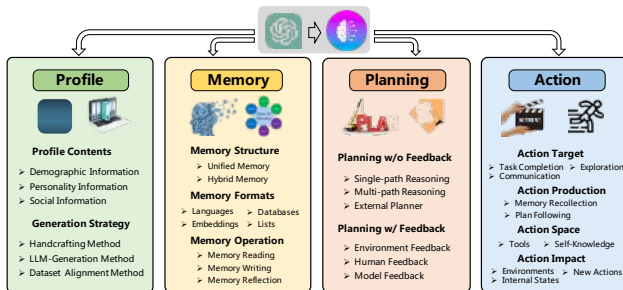 Profile
Profile Contents
➢ Demographic Information
➢ Personality Information
➢ Social Information
Generation Strategy
➢ Handcrafting Method
➢ LLM-Generation Method
➢ Dataset Alignment Method
Memory
Memory Structure
➢ Unified Memory
➢ Hybrid Memory
Memory Formats
➢ Languages ➢ Databases
➢ Embeddings ➢ Lists
Memory Operation
➢ Memory Reading
➢ Memory Writing
➢ Memory Reflection
Planning
PLA
Planning w/o Feedback
➢ Single-path Reasoning
➢ Multi-path Reasoning
➢ External Planner
Planning w/ Feedback
➢ Environment Feedback
➢ Human Feedback
➢ Model Feedback
Action
Action Target
➢ Task Completion ➢ Exploration
➢ Communication
Action Production
➢ Memory Recollection
➢ Plan Following
Action Space
➢ Tools ➢ Self-Knowledge
Action Impact
➢ Environments ➢ New Actions
➢ Internal States